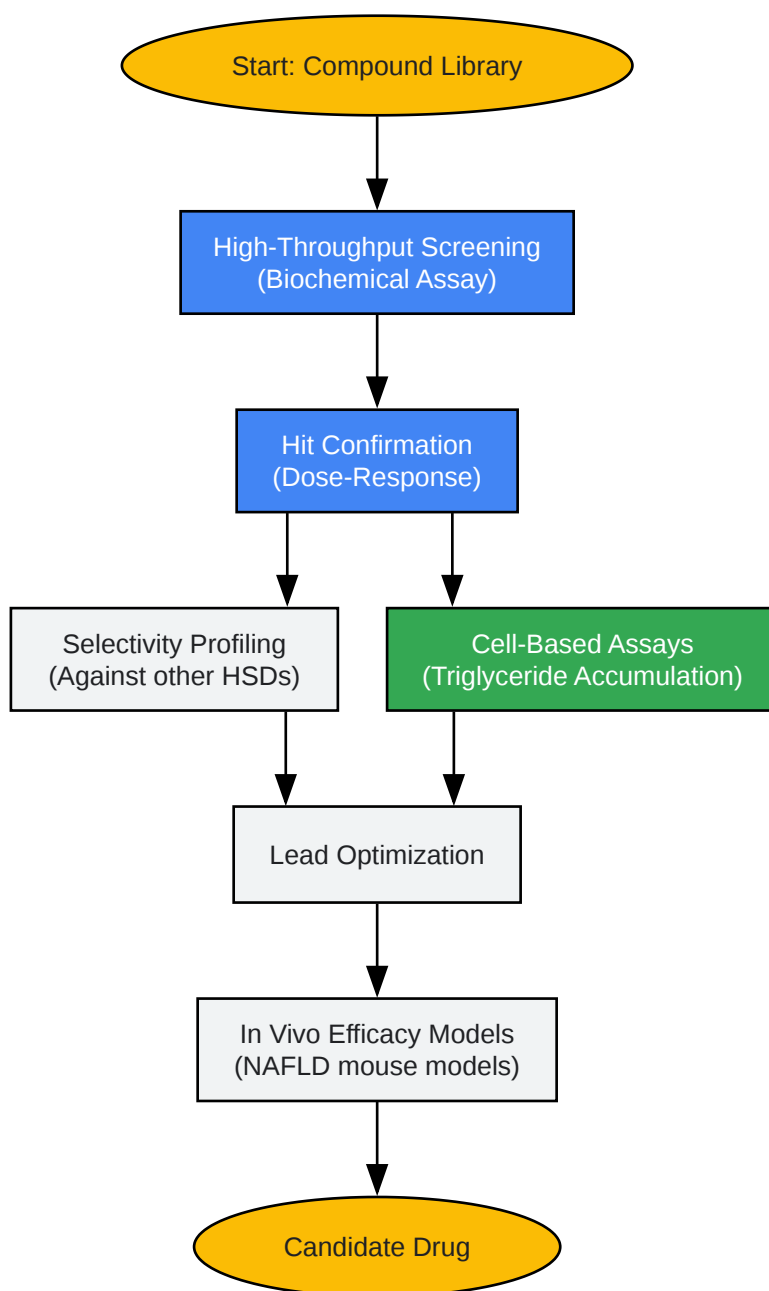 Start: Compound Library
High-Throughput Screening
(Biochemical Assay)
Hit Confirmation
(Dose-Response)
Selectivity Profiling
(Against other HSDs)
Cell-Based Assays
(Triglyceride Accumulation)
Lead Optimization
In Vivo Efficacy Models
(NAFLD mouse models)
Candidate Drug